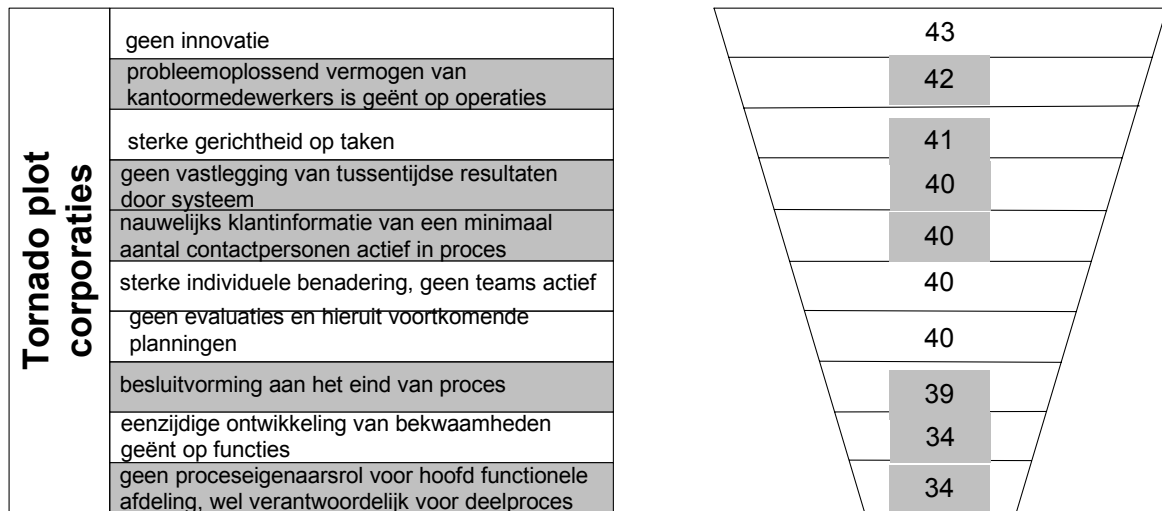 Tornado plot
corporaties
geen innovatie
43
probleemoplossend vermogen van
kantoormedewerkers is geënt op operaties
42
sterke gerichtheid op taken
41
geen vastlegging van tussentijdse resultaten
door systeem
40
nauwelijks klantinformatie van een minimaal
aantal contactpersonen actief in proces
40
sterke individuele benadering, geen teams actief
40
geen evaluaties en hieruit voortkomende
planningen
40
besluitvorming aan het eind van proces
39
eenzijdige ontwikkeling van bekwaamheden
geënt op functies
34
geen proceseigenaarsrol voor hoofd functionele
afdeling, wel verantwoordelijk voor deelproces
34